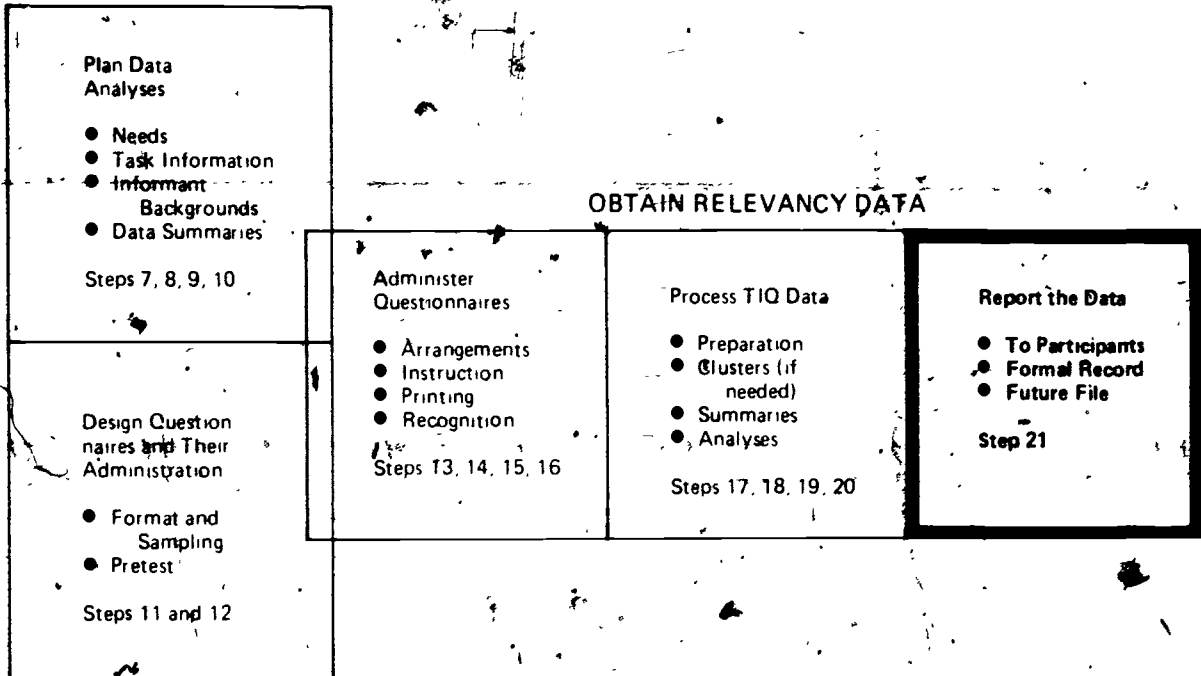 Plan Data
Analyses
● Needs
● Task Information
● Informant
Backgrounds
● Data Summaries
Steps 7, 8, 9, 10
Design Question
naires and Their
Administration
● Format and
Sampling
● Pretest
Steps 11 and 12
OBTAIN RELEVANCY DATA
Administer
Questionnaires
● Arrangements
● Instruction
● Printing
● Recognition
Steps 13, 14, 15, 16
Process TIQ Data
● Preparation
● Clusters (if
needed)
● Summaries
● Analyses
Steps 17, 18, 19, 20
Report the Data
● To Participants
● Formal Record
● Future File
Step 21